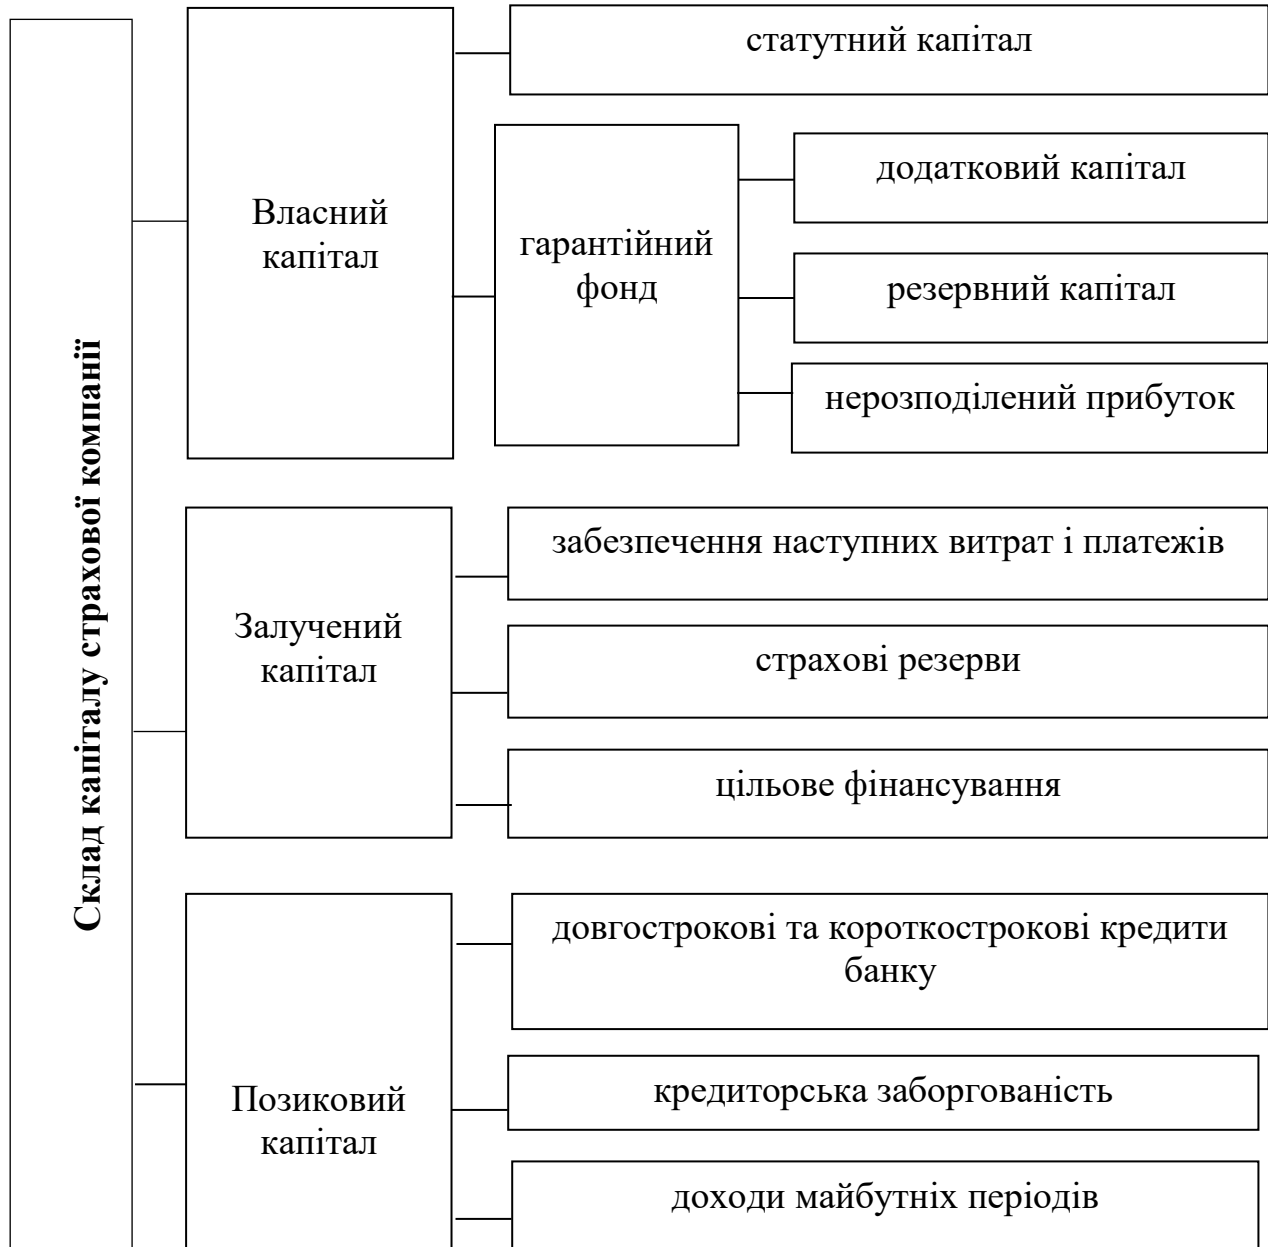 Склад капіталу страхової компанії
Власний
капітал
статутний капітал
гарантійний
фонд
додатковий капітал
резервний капітал
нерозподілений прибуток
Залучений
капітал
забезпечення наступних витрат і платежів
страхові резерви
цільове фінансування
Позиковий
капітал
довгострокові та короткострокові кредити
банку
кредиторська заборгованість
доходи майбутніх періодів